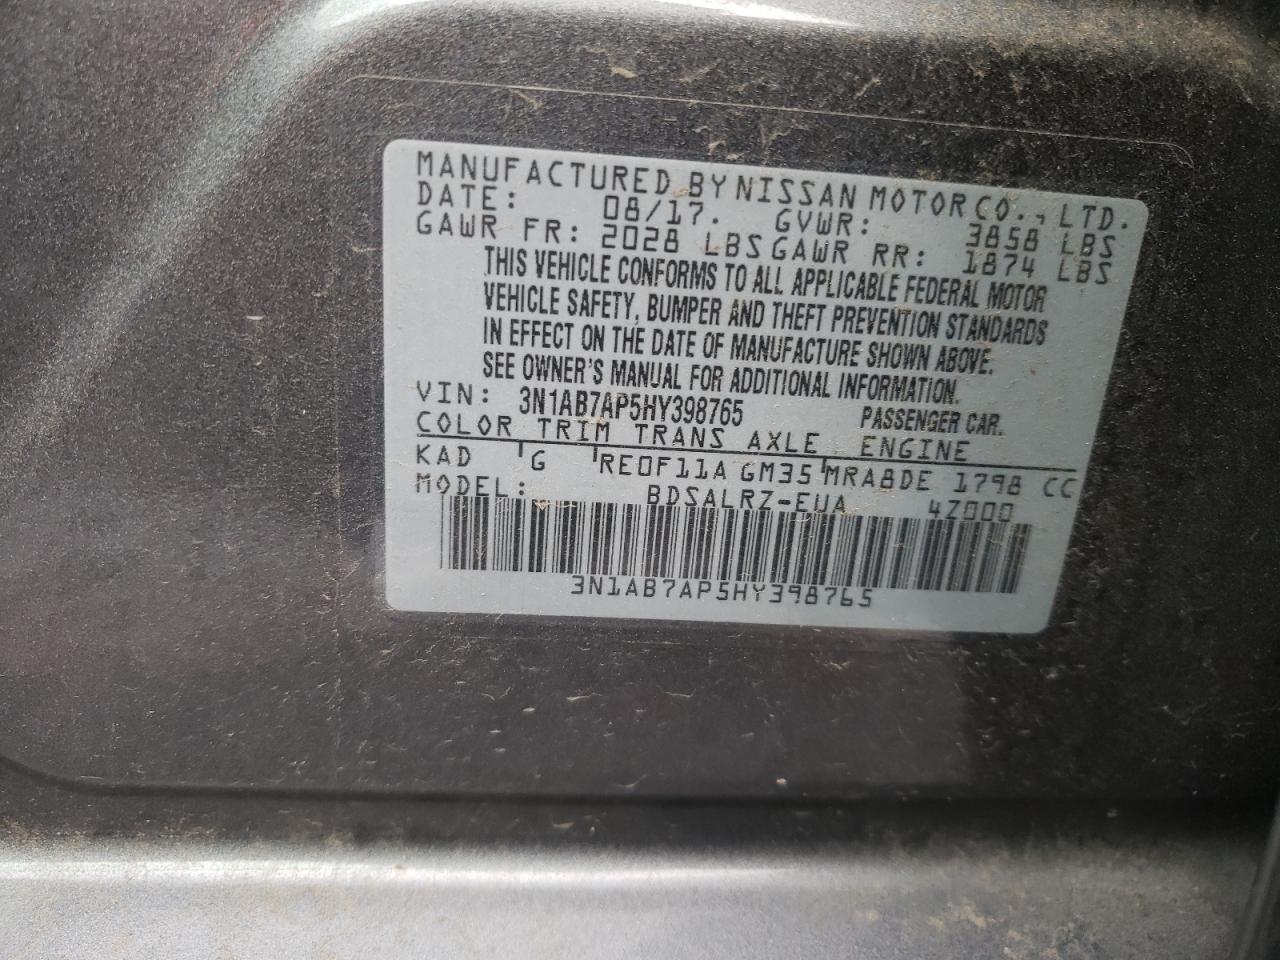 MANUFACTURED BY NISSAN MOTOR CO., LTD.
DATE: 08/17. GVWR: 3858 LBS
GAWR FR: 2028 LBS GAWR RR: 1874 LBS
THIS VEHICLE CONFORMS TO ALL APPLICABLE FEDERAL MOTOR
VEHICLE SAFETY, BUMPER AND THEFT PREVENTION STANDARDS
IN EFFECT ON THE DATE OF MANUFACTURE SHOWN ABOVE.
SEE OWNER'S MANUAL FOR ADDITIONAL INFORMATION.
VIN: 3N1AB7AP5HY398765 PASSENGER CAR.
COLOR TRIM TRANS AXLE ENGINE
KAD G RE0F11A GM35 MRA8DE 1798 CC
MODEL: BDSALRZ-EUA 4Z000
3N1AB7AP5HY398765